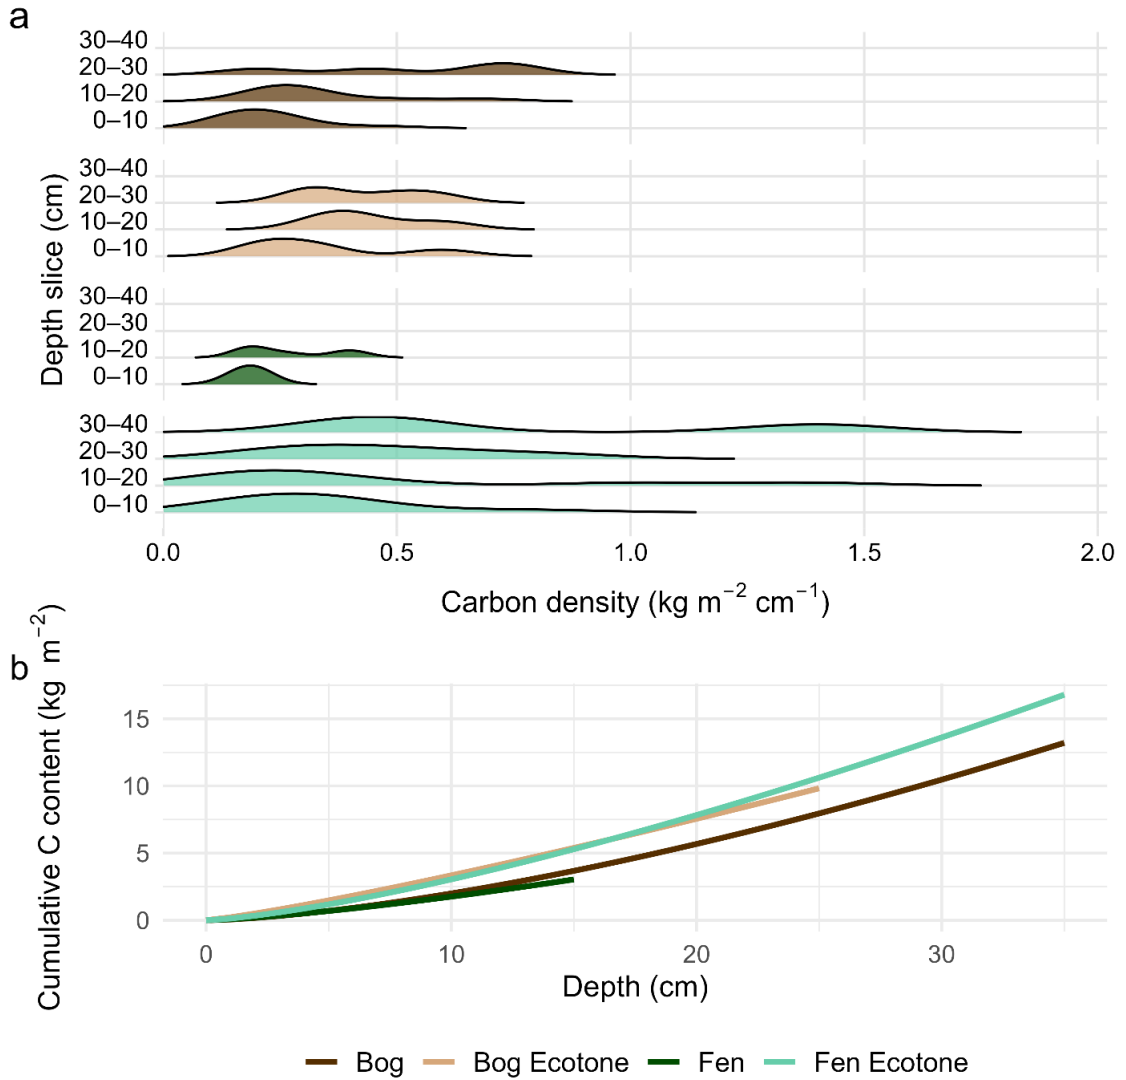 a
30–40
20–30
10–20
0–10
30–40
20–30
10–20
0–10
30–40
20–30
10–20
0–10
30–40
20–30
10–20
0–10
Depth slice (cm)
0.0 0.5 1.0 1.5 2.0
Carbon density (kg m⁻² cm⁻¹)
b
Cumulative C content (kg m⁻²)
15
10
5
0
0 10 20 30
Depth (cm)
Bog Bog Ecotone Fen Fen Ecotone